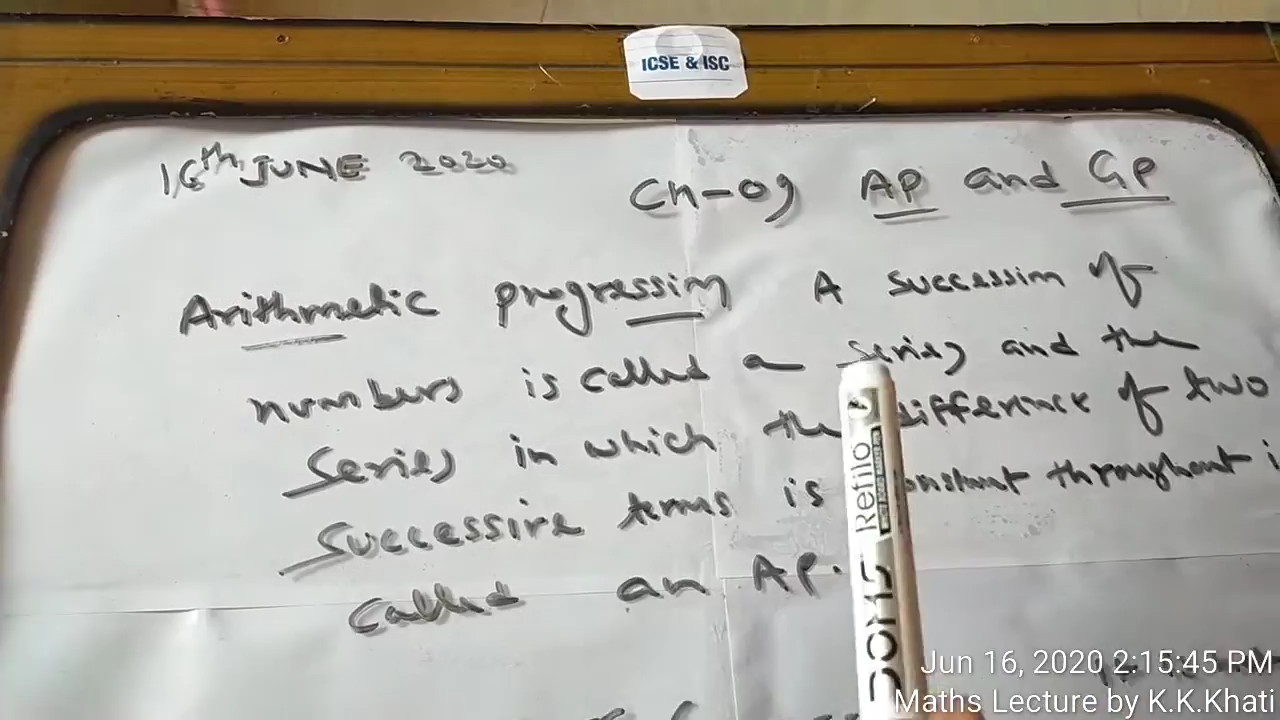 ICSE & ISC
16th JUNE 2020
Ch-09 AP and GP
Arithmetic progression A succession of
numbers is called a series and the
series in which the difference of two
successive terms is constant throughout i
called an AP.
Refilo
DOMS
Jun 16, 2020 2:15:45 PM
Maths Lecture by K.K.Khati